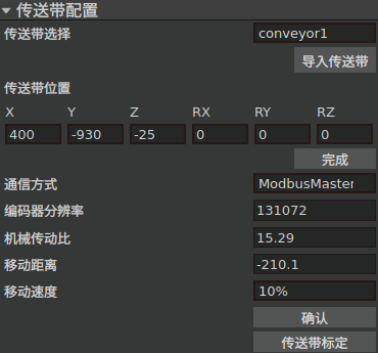 传送带配置
传送带选择 conveyor1
导入传送带
传送带位置
X Y Z RX RY RZ
400 -930 -25 0 0 0
完成
通信方式 ModbusMaster
编码器分辨率 131072
机械传动比 15.29
移动距离 -210.1
移动速度 10%
确认
传送带标定